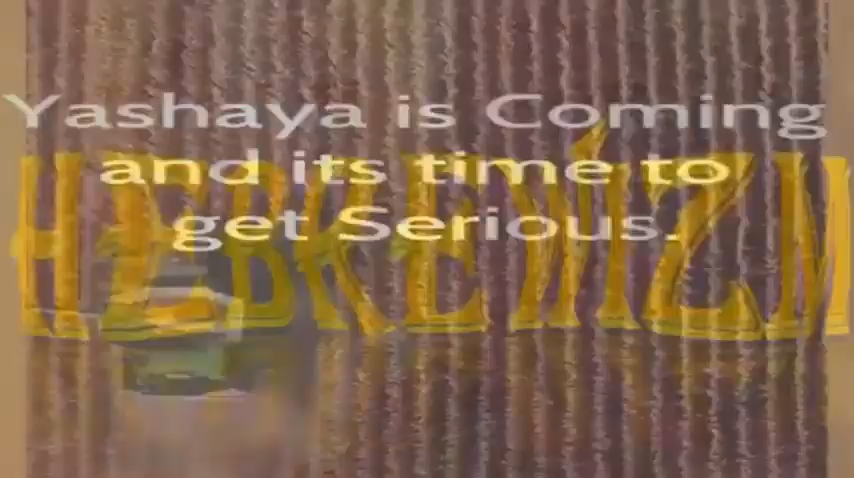 Yashaya is Coming
and its time to
get Serious.
HEBREWIZM